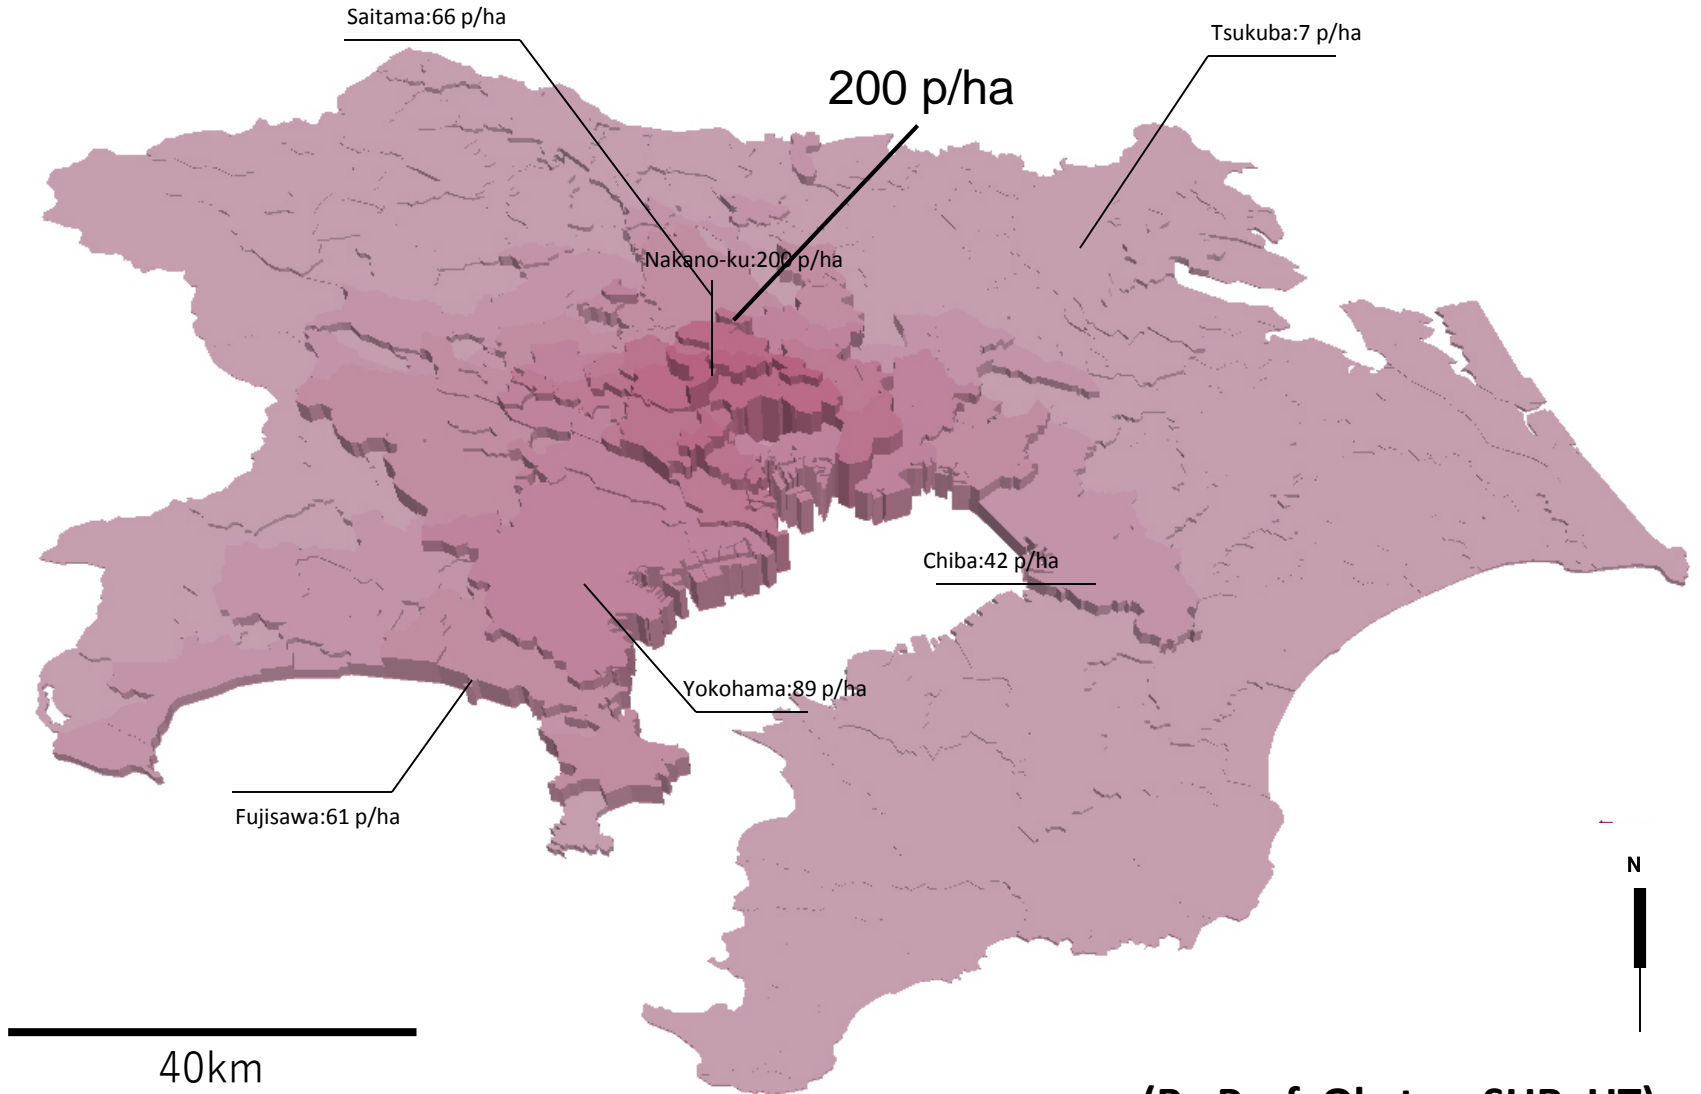 Saitama:66 p/ha
Tsukuba:7 p/ha
200 p/ha
Nakano-ku:200 p/ha
Chiba:42 p/ha
Yokohama:89 p/ha
Fujisawa:61 p/ha
N
40km